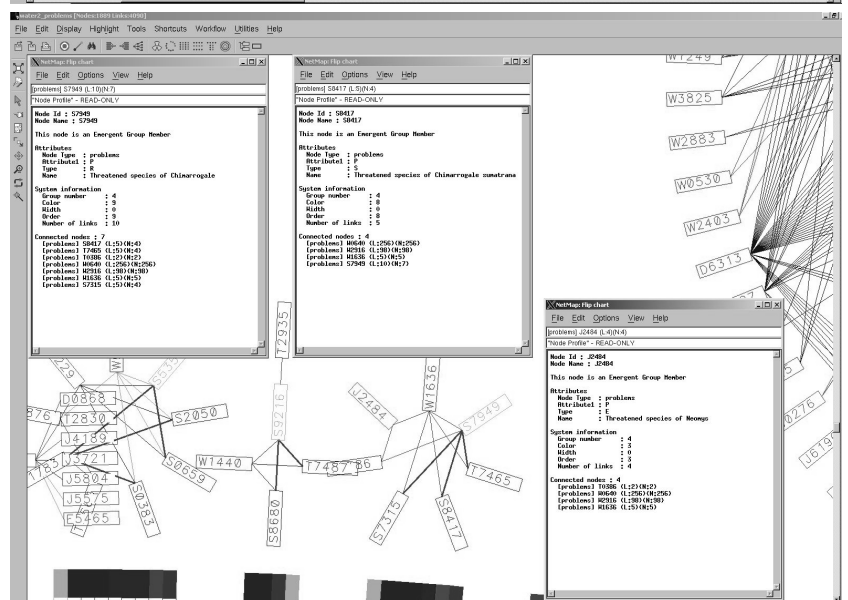 water2_problems [Nodes:1889 Links:4090]
File Edit Display Highlight Tools Shortcuts Workflow Utilities Help
NetMap: Flip chart
File Edit Options View Help
[problems] S7949 (L:10)(N:7)
"Node Profile" - READ-ONLY
Node Id : S7949
Node Name : S7949
This node is an Emergent Group Member
Attributes
Node Type : problems
Attribute1 : P
Type : R
Name : Threatened species of Chimarrogale
System information
Group number : 4
Color : 9
Width : 0
Order : 9
Number of links : 10
Connected nodes : 7
[problems] S8417 (L:5)(N:4)
[problems] T7465 (L:5)(N:4)
[problems] T0386 (L:2)(N:2)
[problems] W0640 (L:256)(N:256)
[problems] W2916 (L:98)(N:98)
[problems] W1636 (L:5)(N:5)
[problems] S7315 (L:5)(N:4)
NetMap: Flip chart
File Edit Options View Help
[problems] S8417 (L:5)(N:4)
"Node Profile" - READ-ONLY
Node Id : S8417
Node Name : S8417
This node is an Emergent Group Member
Attributes
Node Type : problems
Attribute1 : P
Type : S
Name : Threatened species of Chimarrogale sumatrana
System information
Group number : 4
Color : 8
Width : 0
Order : 8
Number of links : 5
Connected nodes : 4
[problems] W0640 (L:256)(N:256)
[problems] W2916 (L:98)(N:98)
[problems] W1636 (L:5)(N:5)
[problems] S7949 (L:10)(N:7)
W1249
W3825
W2883
W0530
W2403
D6313
NetMap: Flip chart
File Edit Options View Help
[problems] J2484 (L:4)(N:4)
"Node Profile" - READ-ONLY
Node Id : J2484
Node Name : J2484
This node is an Emergent Group Member
Attributes
Node Type : problems
Attribute1 : P
Type : E
Name : Threatened species of Neomys
System information
Group number : 4
Color : 3
Width : 0
Order : 3
Number of links : 4
Connected nodes : 4
[problems] T0386 (L:2)(N:2)
[problems] W0640 (L:256)(N:256)
[problems] W2916 (L:98)(N:98)
[problems] W1636 (L:5)(N:5)
T2935
S9216
W1636
J2484
S7949
229
S535
D0868
876
T2830
S2050
J4189
J3721
1785
J5804
S0659
J5575
E5465
S0383
W1440
T7487
86
T7465
S8680
S7315
S8417
0276
J619